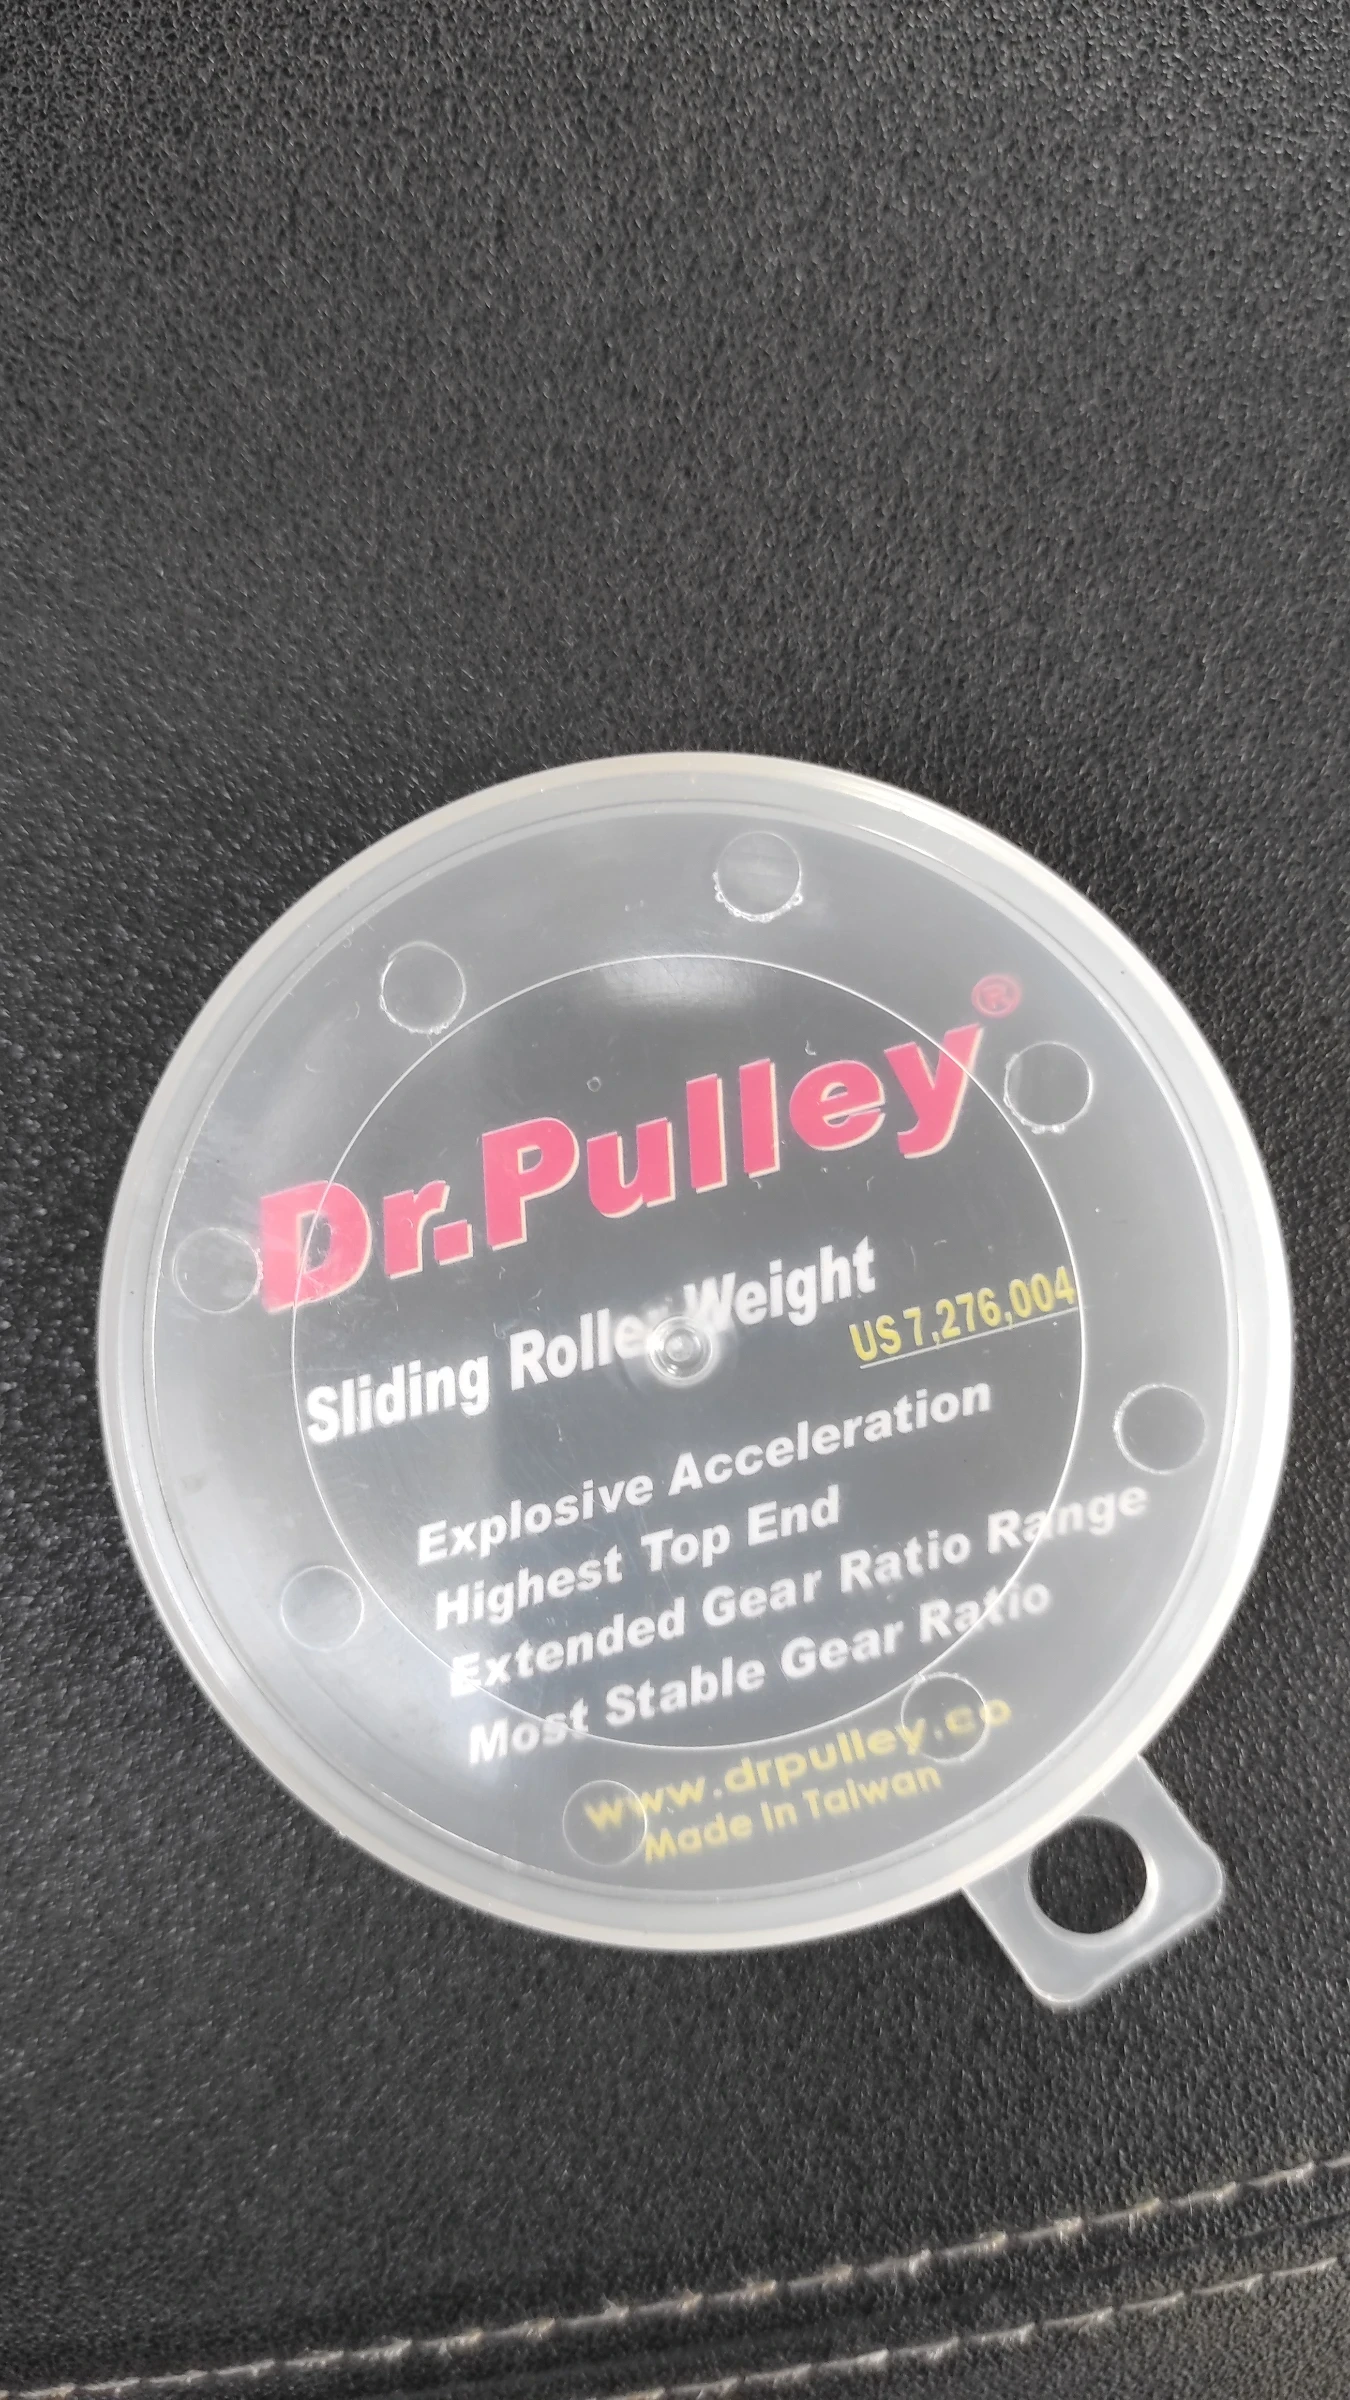 Dr.Pulley®
Sliding Roller Weight
US 7,276,004
Explosive Acceleration
Highest Top End
Extended Gear Ratio Range
Most Stable Gear Ratio
www.drpulley.co
Made In Taiwan